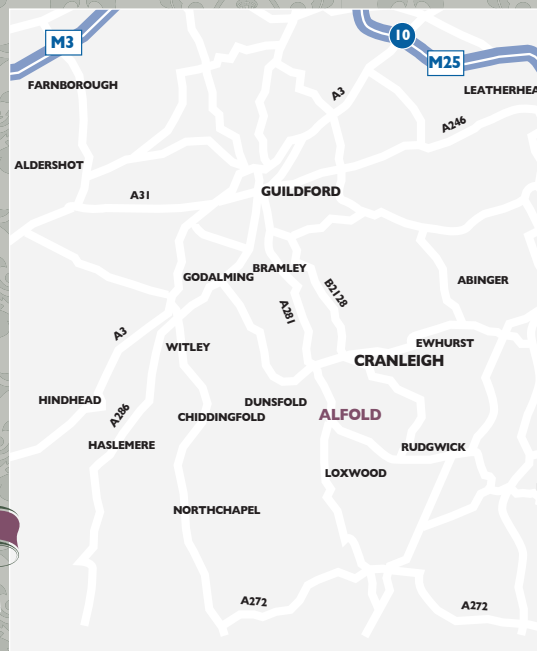 M3
10
M25
FARNBOROUGH
A3
LEATHERHEA
A246
ALDERSHOT
A31
GUILDFORD
BRAMLEY
GODALMING
ABINGER
B2128
A281
A3
WITLEY
EWHURST
CRANLEIGH
HINDHEAD
A286
DUNSFOLD
CHIDDINGFOLD
ALFOLD
HASLEMERE
RUDGWICK
LOXWOOD
NORTHCHAPEL
A272
A272